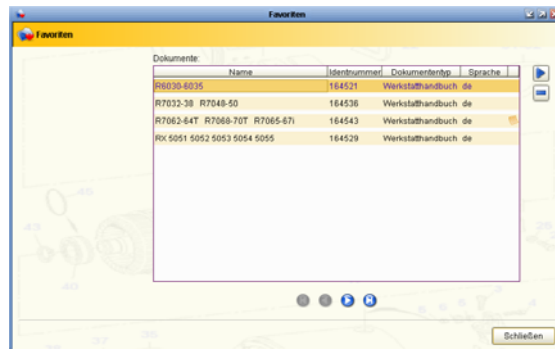 Favoriten
Favoriten
Dokumente:
Name Identnummer Dokumententyp Sprache
R6030-6035 164521 Werkstatthandbuch de
R7032-38 R7048-50 164536 Werkstatthandbuch de
R7062-64T R7068-70T R7065-67i 164543 Werkstatthandbuch de
RX 5051 5052 5053 5054 5055 164529 Werkstatthandbuch de
Schließen